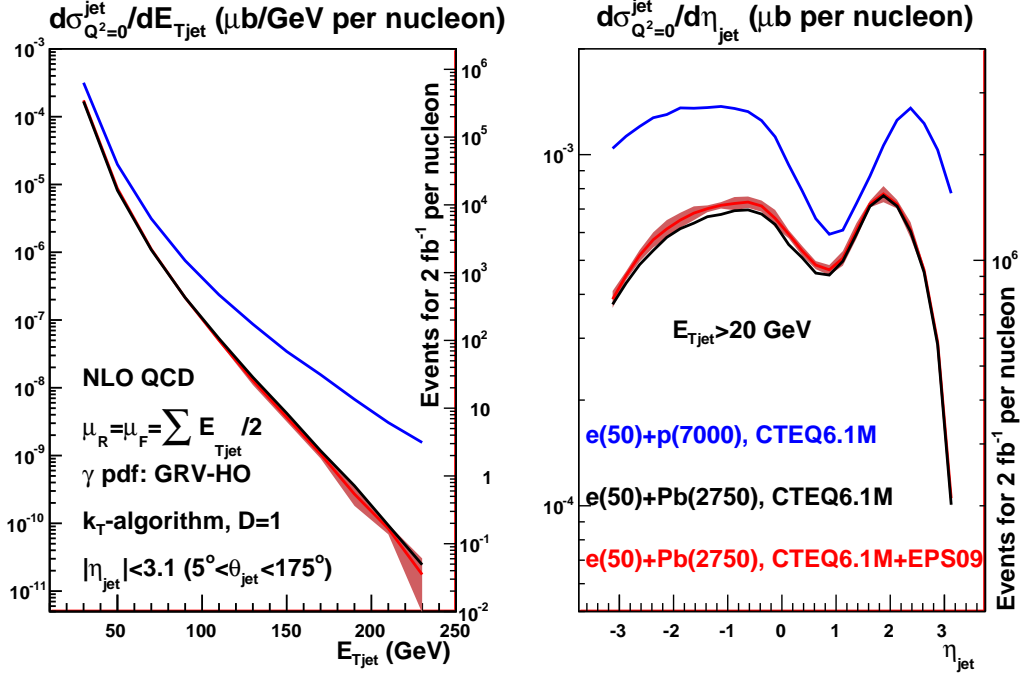 dσ^jet_Q²=0/dE_Tjet (μb/GeV per nucleon)
10^-3
10^-4
10^-5
10^-6
10^-7
10^-8
10^-9
10^-10
10^-11
10^6
10^5
10^4
10^3
10^2
10
1
10^-1
10^-2
Events for 2 fb^-1 per nucleon
NLO QCD
μ_R=μ_F=∑ E_Tjet/2
γ pdf: GRV-HO
k_T-algorithm, D=1
|η_jet|<3.1 (5°<θ_jet<175°)
50 100 150 200 250
E_Tjet (GeV)
dσ^jet_Q²=0/dη_jet (μb per nucleon)
10^-3
10^-4
10^6
Events for 2 fb^-1 per nucleon
E_Tjet>20 GeV
e(50)+p(7000), CTEQ6.1M
e(50)+Pb(2750), CTEQ6.1M
e(50)+Pb(2750), CTEQ6.1M+EPS09
-3 -2 -1 0 1 2 3
η_jet